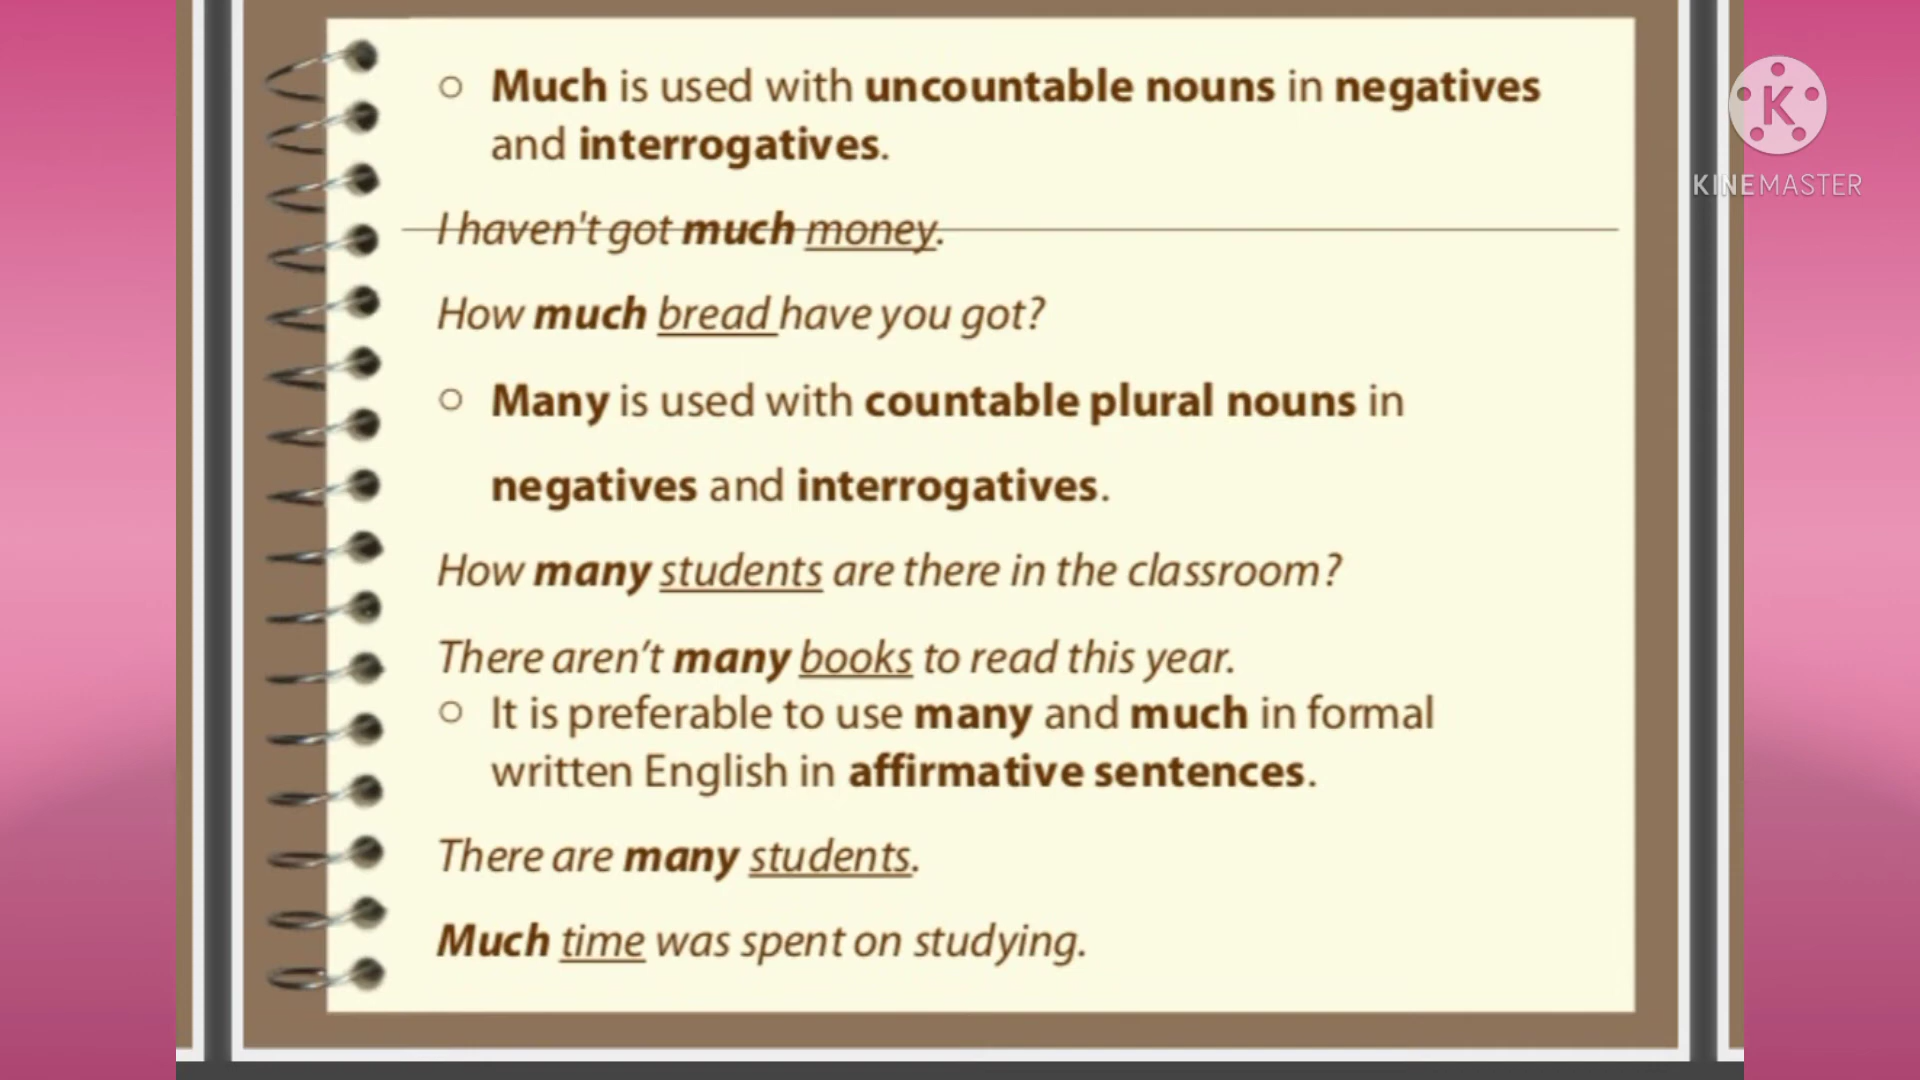 ○ Much is used with uncountable nouns in negatives
and interrogatives.
I haven't got much money.
How much bread have you got?
○ Many is used with countable plural nouns in
negatives and interrogatives.
How many students are there in the classroom?
There aren’t many books to read this year.
○ It is preferable to use many and much in formal
written English in affirmative sentences.
There are many students.
Much time was spent on studying.
K
KINEMASTER